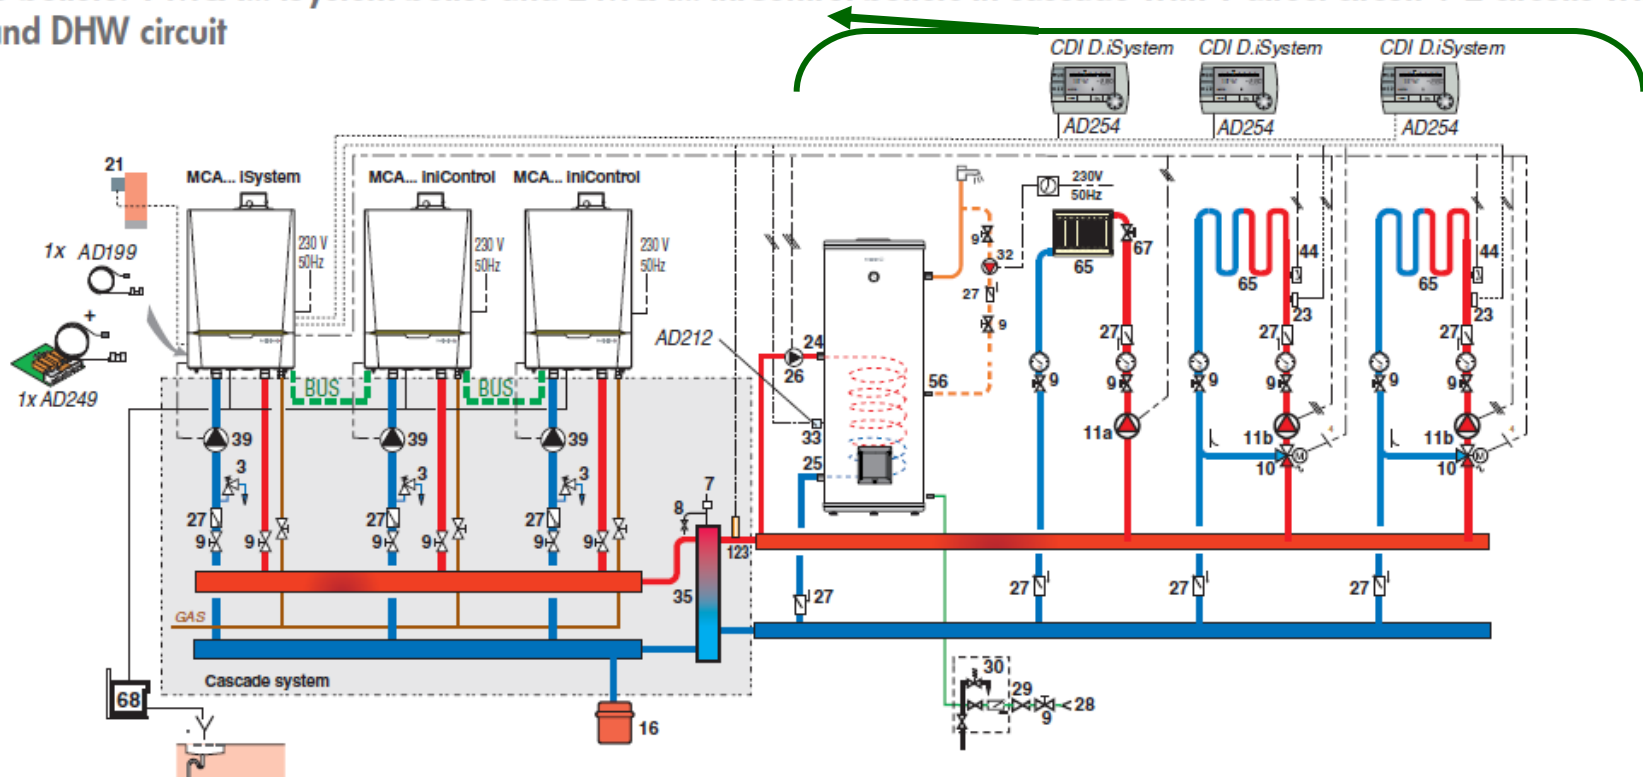 and DHW circuit
CDI D.iSystem CDI D.iSystem CDI D.iSystem
AD254 AD254 AD254
21
MCA... iSystem MCA... IniControl MCA... IniControl
230V
50Hz
1x AD199
+
1x AD249
230 V
50Hz
230 V
50Hz
230 V
50Hz
9
32
27
9
67
65
44
65
23
44
65
23
AD212
24
26
56
33
25
27
27
27
9
9
9
9
9
9
11a
11b
11b
10
10
4
4
BUS BUS
39 39 39
3 3 3
7
8
27 27 27
9 9 9 9 9 9
123
35
27 27 27 27
GAS
Cascade system
68
16
30
29
28
9